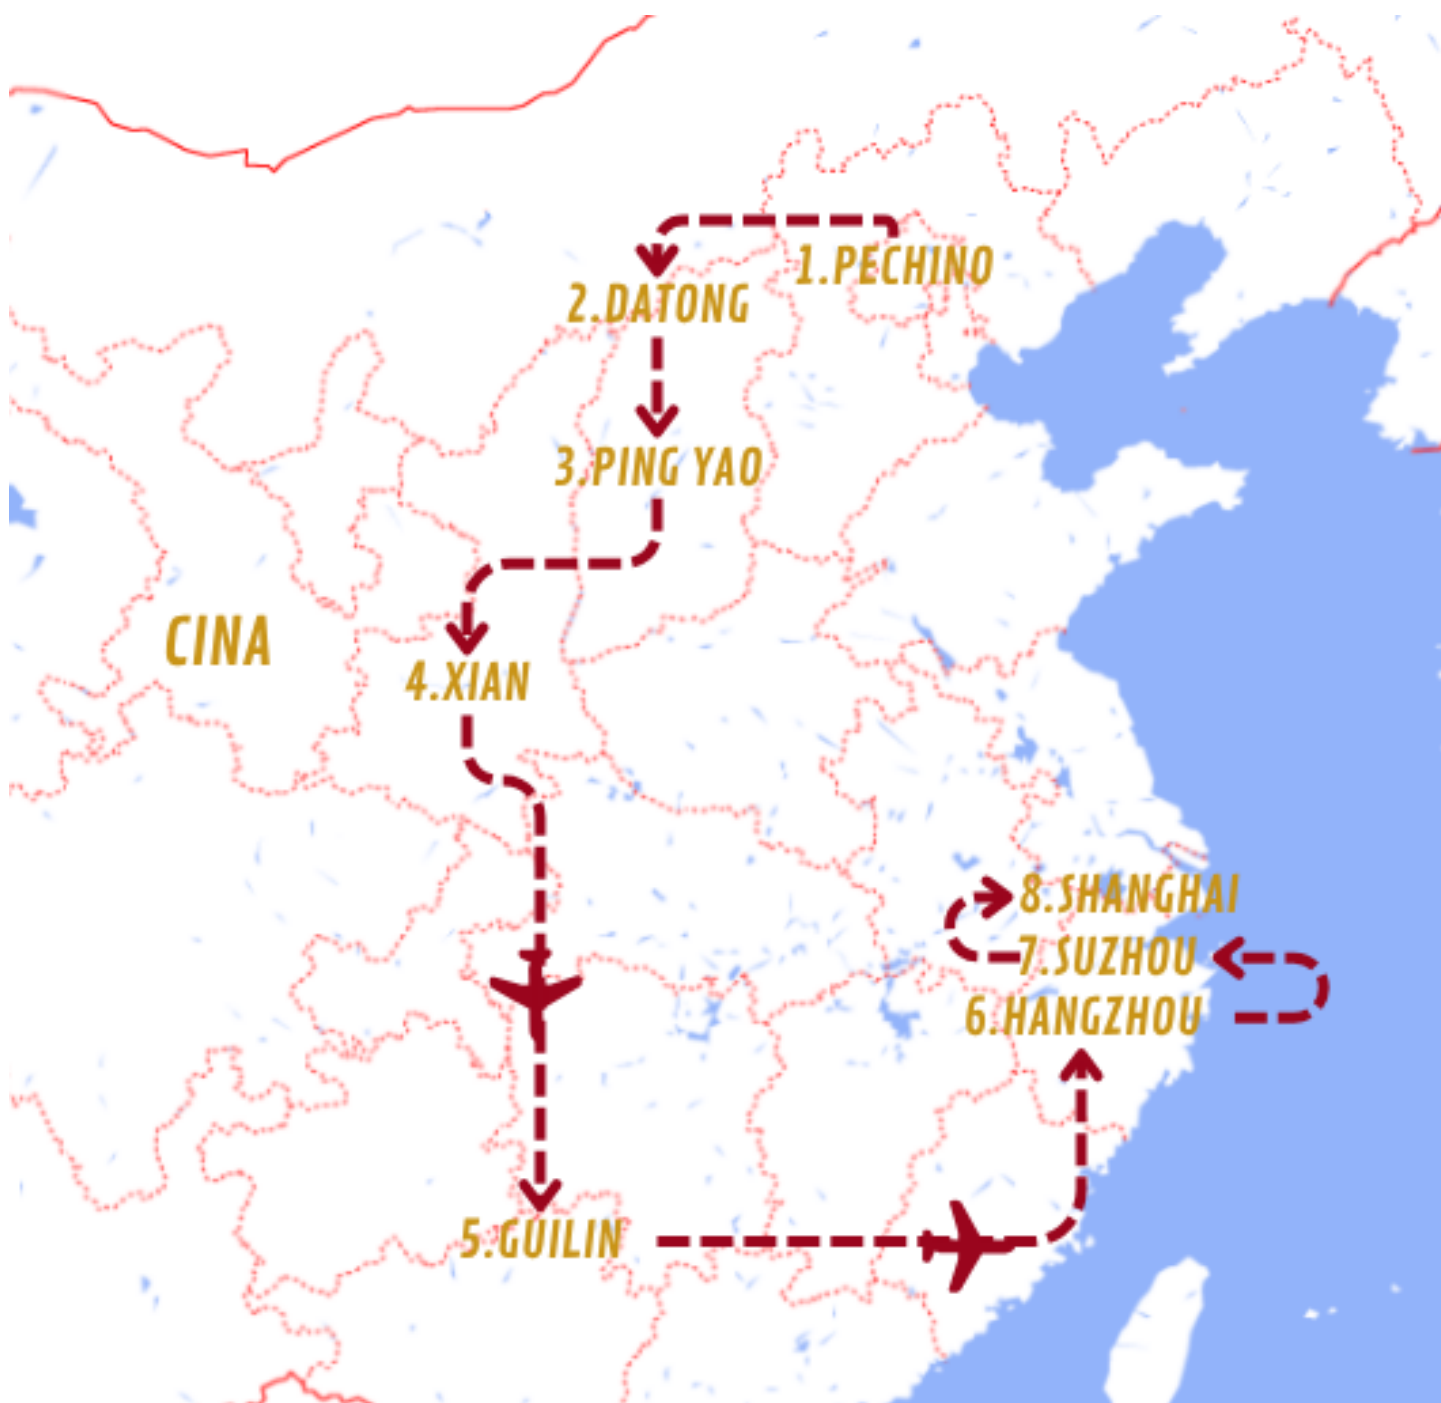 1.PECHINO
2.DATONG
3.PING YAO
CINA
4.XIAN
8.SHANGHAI
7.SUZHOU
6.HANGZHOU
5.GUILIN